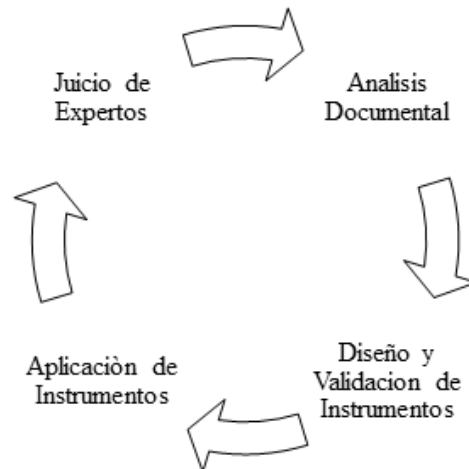 Juicio de
Expertos
Analisis
Documental
Diseño y
Validacion de
Instrumentos
Aplicaciòn de
Instrumentos